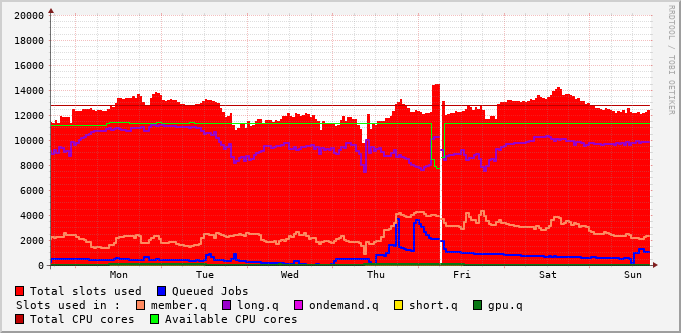 20000
18000
16000
14000
12000
10000
8000
6000
4000
2000
0
Mon Tue Wed Thu Fri Sat Sun
RRDTOOL / TOBI OETIKER
Total slots used Queued Jobs
Slots used in : member.q long.q ondemand.q short.q gpu.q
Total CPU cores Available CPU cores